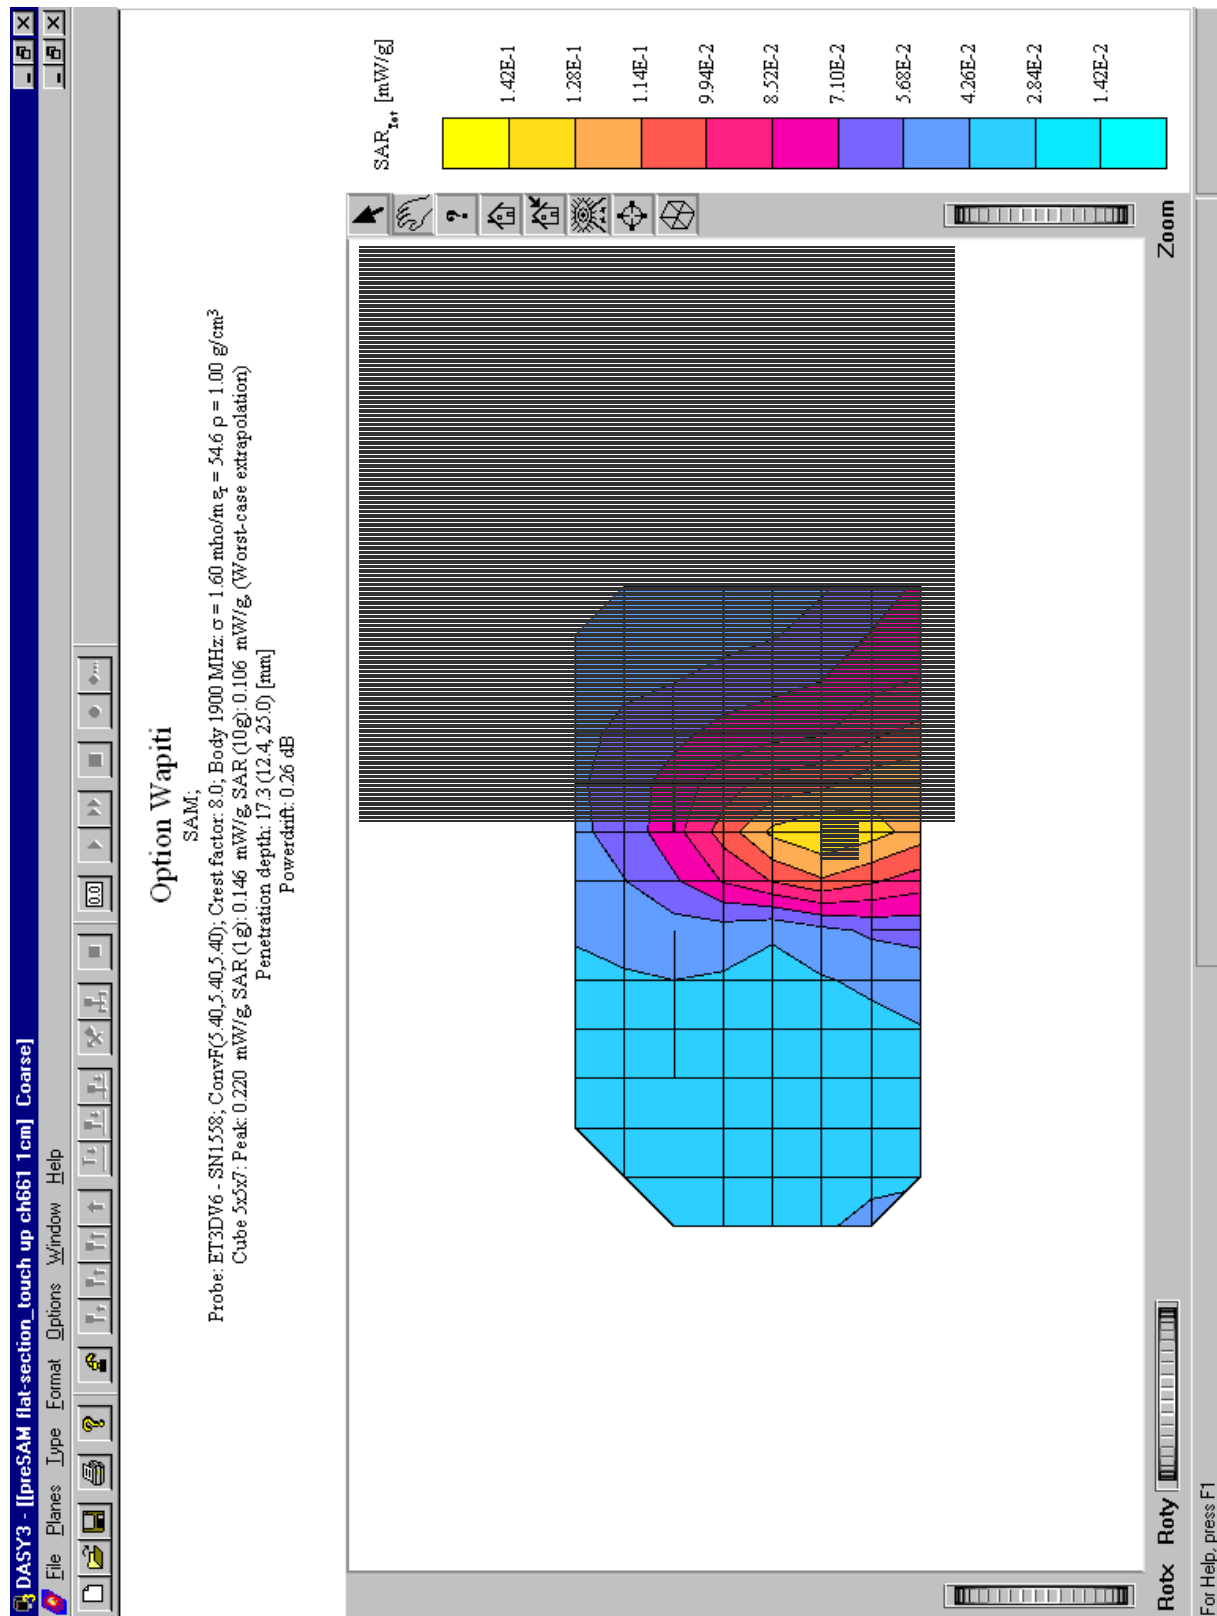 DASY3 - [[preSAM flat-section_touch up ch661 1cm] Coarse]
File Planes Type Format Options Window Help
0.0
Option Wapiti
SAM;
Probe: ET3DV6 - SN1558; ConvF(5.40,5.40,5.40); Crest factor: 8.0; Body 1900 MHz: σ = 1.60 mho/m εr = 54.6 ρ = 1.00 g/cm³
Cube 5x5x7: Peak: 0.220 mW/g, SAR (1g): 0.146 mW/g, SAR (10g): 0.106 mW/g, (Worst-case extrapolation)
Penetration depth: 17.3 (12.4, 25.0) [mm]
Powerdrift: 0.26 dB
SARTot [mW/g]
1.42E-1
1.28E-1
1.14E-1
9.94E-2
8.52E-2
7.10E-2
5.68E-2
4.26E-2
2.84E-2
1.42E-2
Rotx Roty Zoom
For Help, press F1